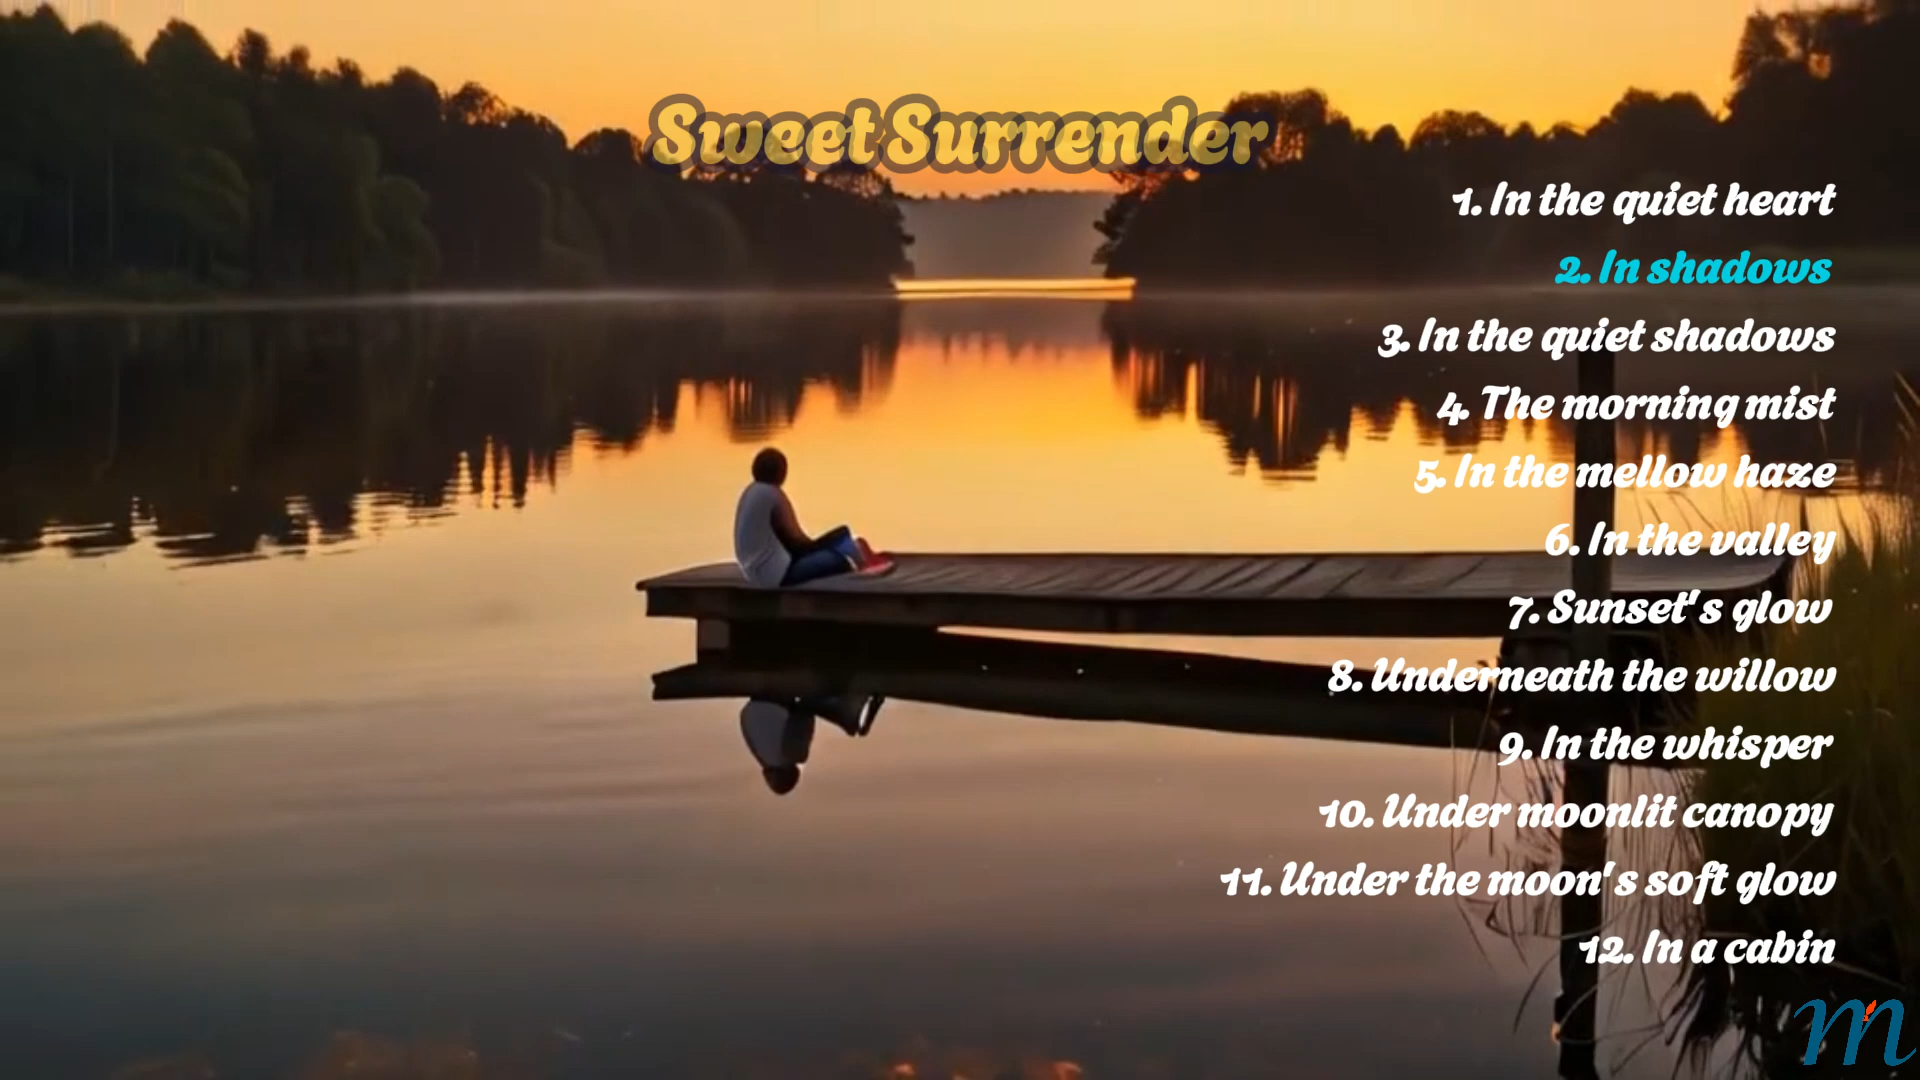 Sweet Surrender
1. In the quiet heart
2. In shadows
3. In the quiet shadows
4. The morning mist
5. In the mellow haze
6. In the valley
7. Sunset's glow
8. Underneath the willow
9. In the whisper
10. Under moonlit canopy
11. Under the moon's soft glow
12. In a cabin
m